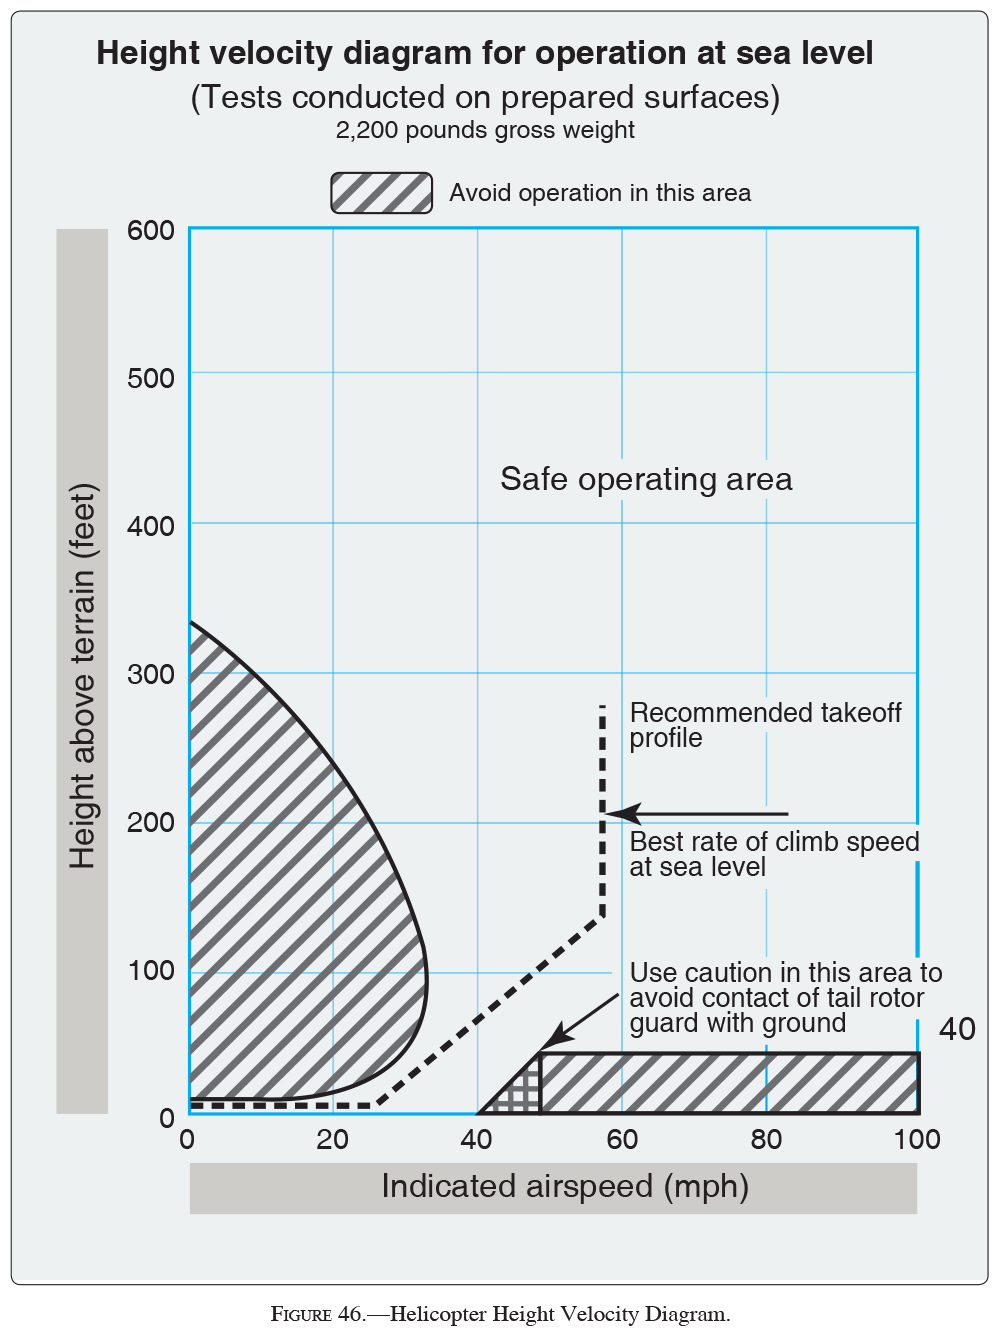 Height velocity diagram for operation at sea level
(Tests conducted on prepared surfaces)
2,200 pounds gross weight
Avoid operation in this area
Height above terrain (feet)
600
500
400
300
200
100
0
Safe operating area
Recommended takeoff
profile
Best rate of climb speed
at sea level
Use caution in this area to
avoid contact of tail rotor
guard with ground
40
0 20 40 60 80 100
Indicated airspeed (mph)
FIGURE 46.—Helicopter Height Velocity Diagram.